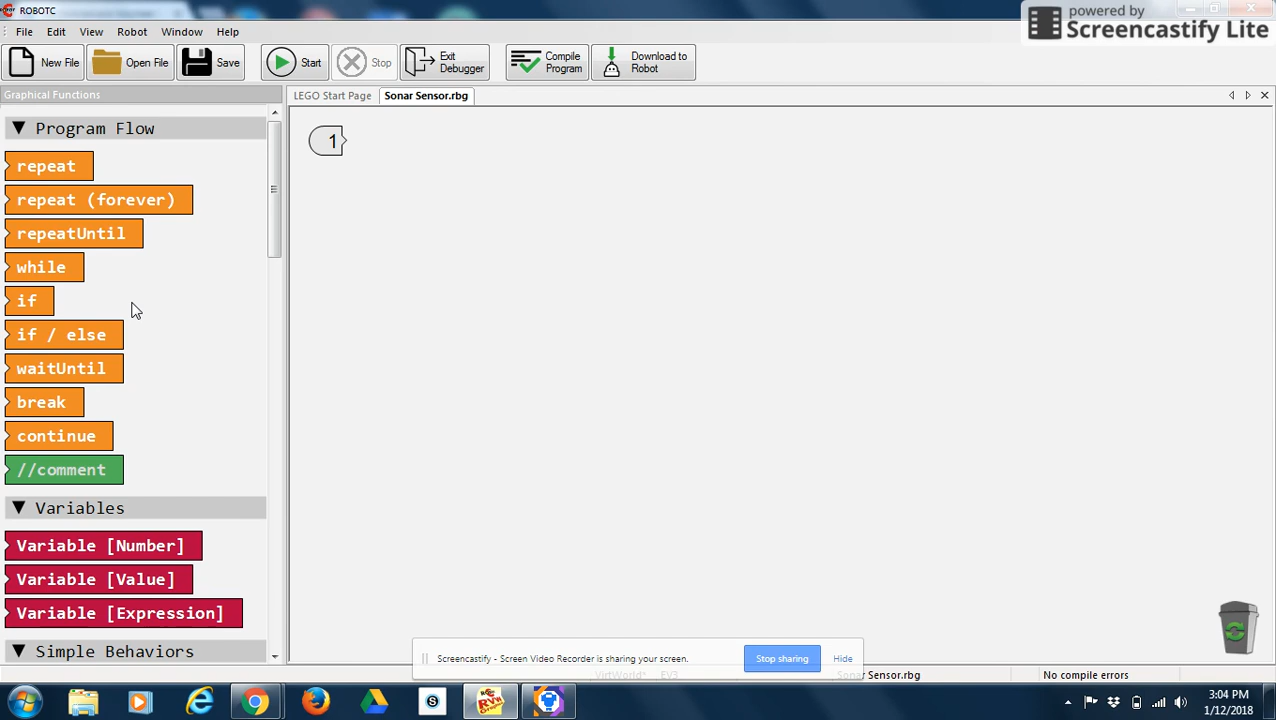 ROBOTC
powered by
Screencastify Lite
File Edit View Robot Window Help
New File Open File Save Start Stop Exit Debugger Compile Program Download to Robot
Graphical Functions
LEGO Start Page Sonar Sensor.rbg
Program Flow
1
repeat
repeat (forever)
repeatUntil
while
if
if / else
waitUntil
break
continue
//comment
Variables
Variable [Number]
Variable [Value]
Variable [Expression]
Simple Behaviors
Screencastify - Screen Video Recorder is sharing your screen. Stop sharing Hide
VirtWorld* EV3 Sonar Sensor.rbg No compile errors
3:04 PM
1/12/2018